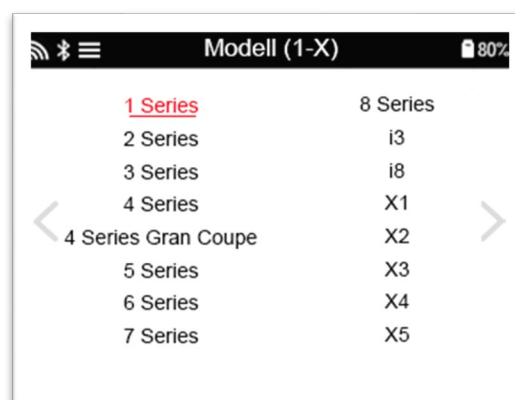 Modell (1-X)
80%
1 Series
2 Series
3 Series
4 Series
4 Series Gran Coupe
5 Series
6 Series
7 Series
8 Series
i3
i8
X1
X2
X3
X4
X5